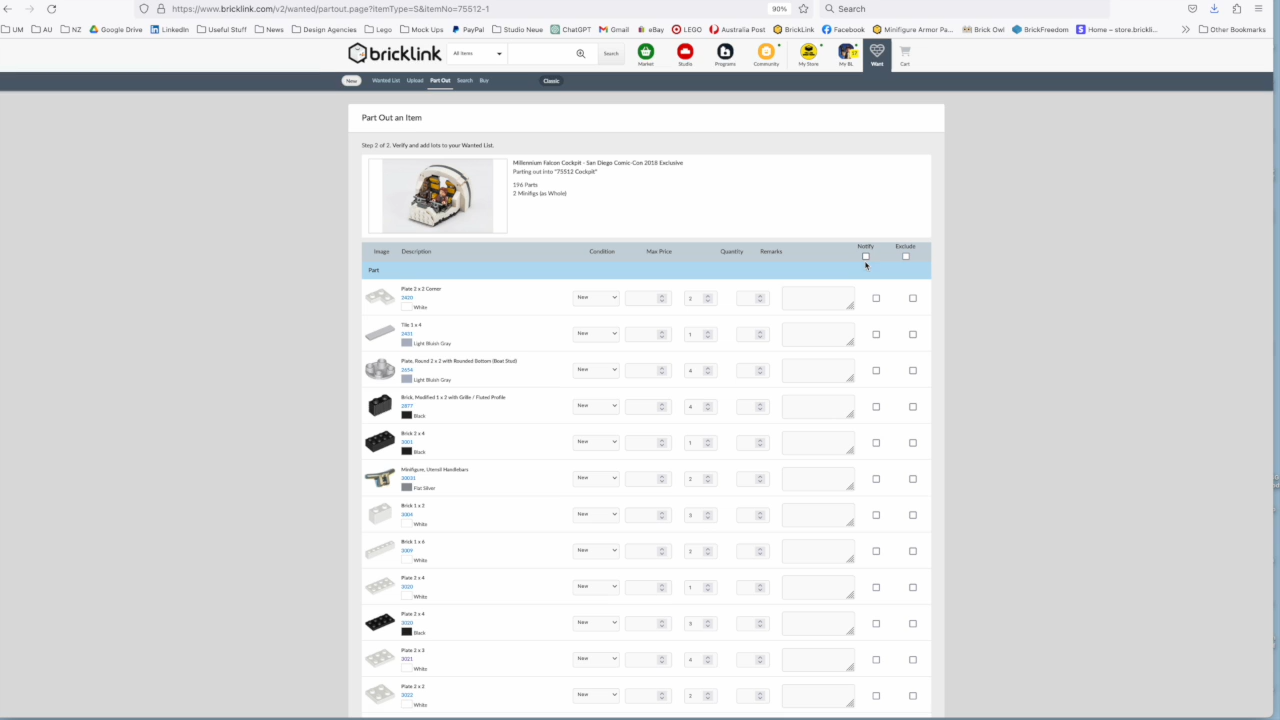 https://www.bricklink.com/v2/wanted/partout.page?itemType=S&itemNo=75512-1
90%
Search
UK
AU
NZ
Google Drive
LinkedIn
Useful Stuff
News
Design Agencies
Lego
Mock Ups
PayPal
Studio Neue
ChatGPT
Gmail
eBay
LEGO
Australia Post
BrickLink
Facebook
Minifigure Armor Pa...
Brick Owl
BrickFreedom
Home – store.brickli...
Other Bookmarks
bricklink
All Items
Search
Market
Studio
Programs
Community
My Store
My BL
Want
Cart
New
Wanted List
Upload
Part Out
Search
Buy
Classic
Part Out an Item
Step 2 of 2. Verify and add lots to your Wanted List.
Millennium Falcon Cockpit - San Diego Comic-Con 2018 Exclusive
Parting out into "75512 Cockpit"
196 Parts
2 Minifigs (as Whole)
Image
Description
Condition
Max Price
Quantity
Remarks
Notify
Exclude
Part
Plate 2 x 2 Corner
2420
White
New
Tile 1 x 4
2431
Light Bluish Gray
New
1
Plate, Round 2 x 2 with Rounded Bottom (Boat Stud)
2654
Light Bluish Gray
New
4
Brick, Modified 1 x 2 with Grille / Fluted Profile
2877
Black
New
Brick 2 x 4
3001
Black
New
1
Minifigure, Utensil Handlebars
30031
Flat Silver
New
2
Brick 1 x 2
3004
White
New
3
Brick 1 x 6
3009
White
New
2
Plate 2 x 4
3020
White
New
1
Plate 2 x 4
3020
Black
New
3
Plate 2 x 3
3021
White
New
4
Plate 2 x 2
3022
White
New
2